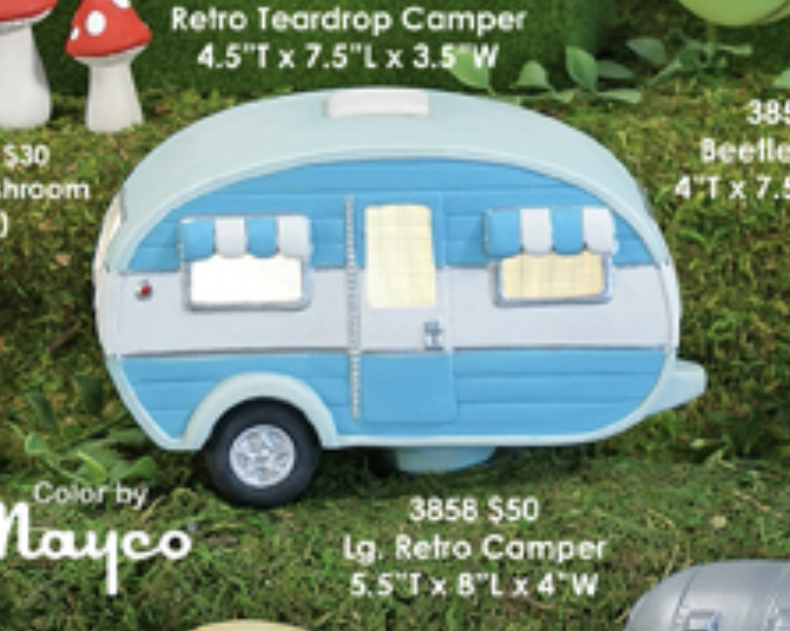 Retro Teardrop Camper
4.5"T x 7.5"L x 3.5"W
$30
)
385
Beetle
4"T x 7.5
Color by
Mayco
3858 $50
Lg. Retro Camper
5.5"T x 8"L x 4"W